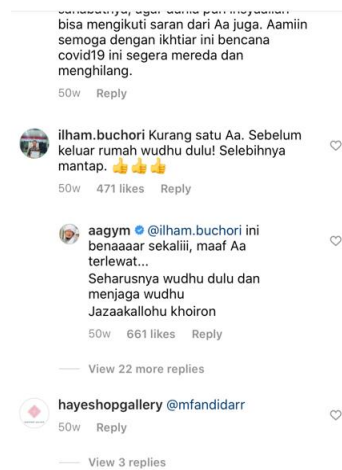 bisa mengikuti saran dari Aa juga. Aamiin
semoga dengan ikhtiar ini bencana
covid19 ini segera mereda dan
menghilang.
50w Reply
ilham.buchori Kurang satu Aa. Sebelum
keluar rumah wudhu dulu! Selebihnya
mantap. 👍👍👍
50w 471 likes Reply
aagym @ilham.buchori ini
benaaaar sekaliii, maaf Aa
terlewat...
Seharusnya wudhu dulu dan
menjaga wudhu
Jazaakallohu khoiron
50w 661 likes Reply
View 22 more replies
hayeshopgallery @mfandidarr
50w Reply
View 3 replies